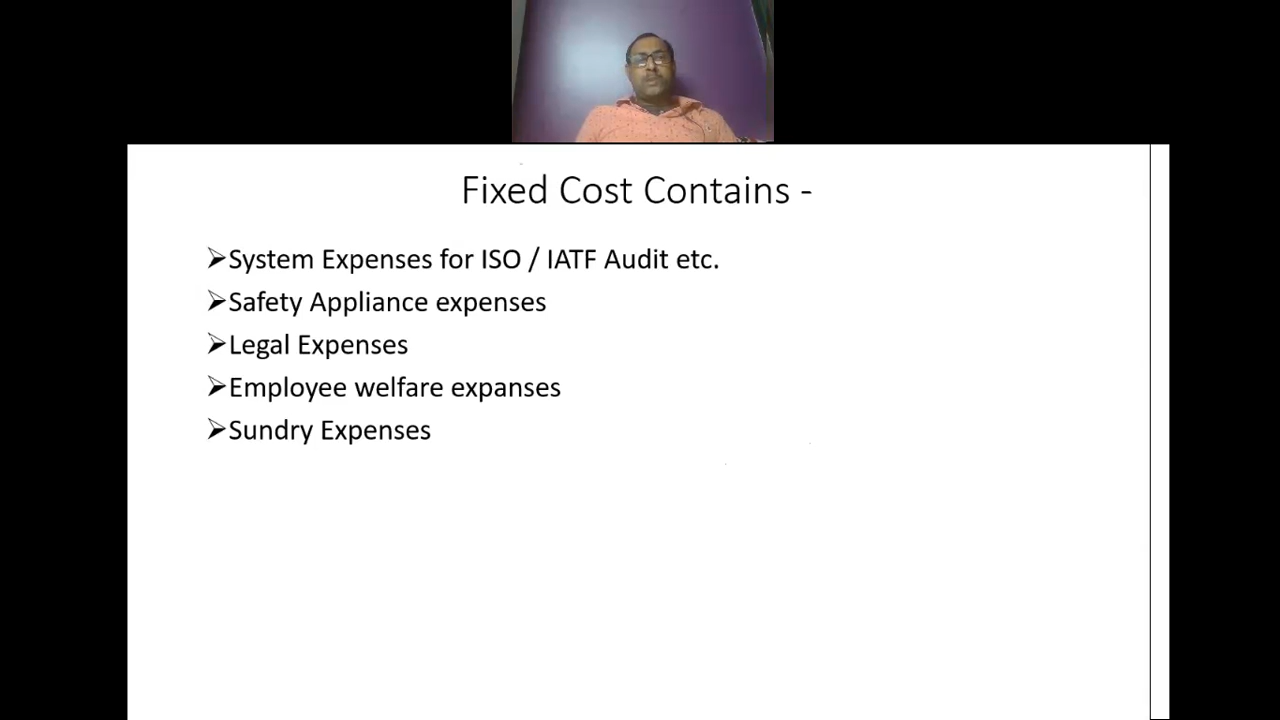 Fixed Cost Contains -
➢System Expenses for ISO / IATF Audit etc.
➢Safety Appliance expenses
➢Legal Expenses
➢Employee welfare expanses
➢Sundry Expenses